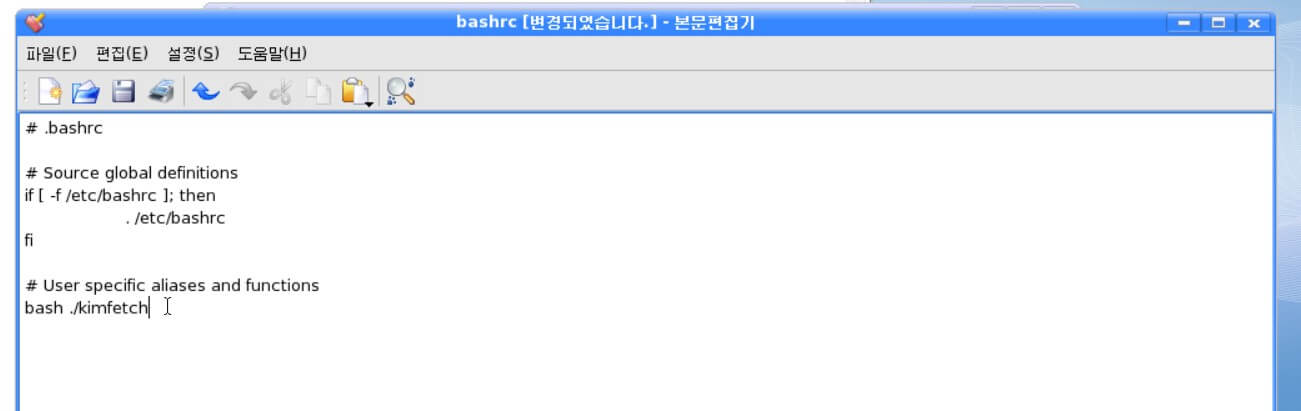 bashrc [변경되였습니다.] - 본문편집기
파일(F) 편집(E) 설정(S) 도움말(H)
# .bashrc
# Source global definitions
if [ -f /etc/bashrc ]; then
. /etc/bashrc
fi
# User specific aliases and functions
bash ./kimfetch